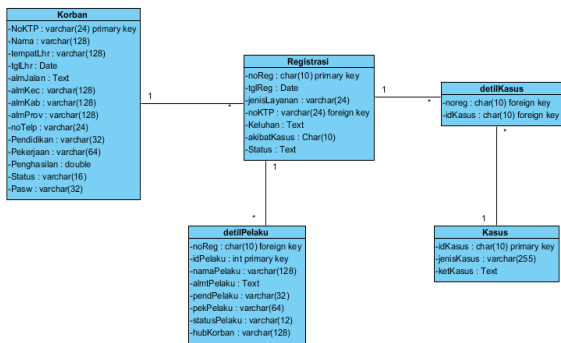 Korban
-NoKTP : varchar(24) primary key
-Nama : varchar(128)
-tempatLhr : varchar(128)
-tglLhr : Date
-almJalan : Text
-almKec : varchar(128)
-almKab : varchar(128)
-almProv : varchar(128)
-noTelp : varchar(24)
-Pendidikan : varchar(32)
-Pekerjaan : varchar(64)
-Penghasilan : double
-Status : varchar(16)
-Pasw : varchar(32)
1
*
Registrasi
-noReg : char(10) primary key
-tglReg : Date
-jenisLayanan : varchar(24)
-noKTP : varchar(24) foreign key
-Keluhan : Text
-akibatKasus : Char(10)
-Status : Text
1
*
detilKasus
-noreg : char(10) foreign key
-idKasus : char(10) foreign key
*
1
1
*
detilPelaku
-noReg : char(10) foreign key
-idPelaku : int primary key
-namaPelaku : varchar(128)
-almtPelaku : Text
-pendPelaku : varchar(32)
-pekPelaku : varchar(64)
-statusPelaku : varchar(12)
-hubKorban : varchar(128)
Kasus
-idKasus : char(10) primary key
-jenisKasus : varchar(255)
-ketKasus : Text